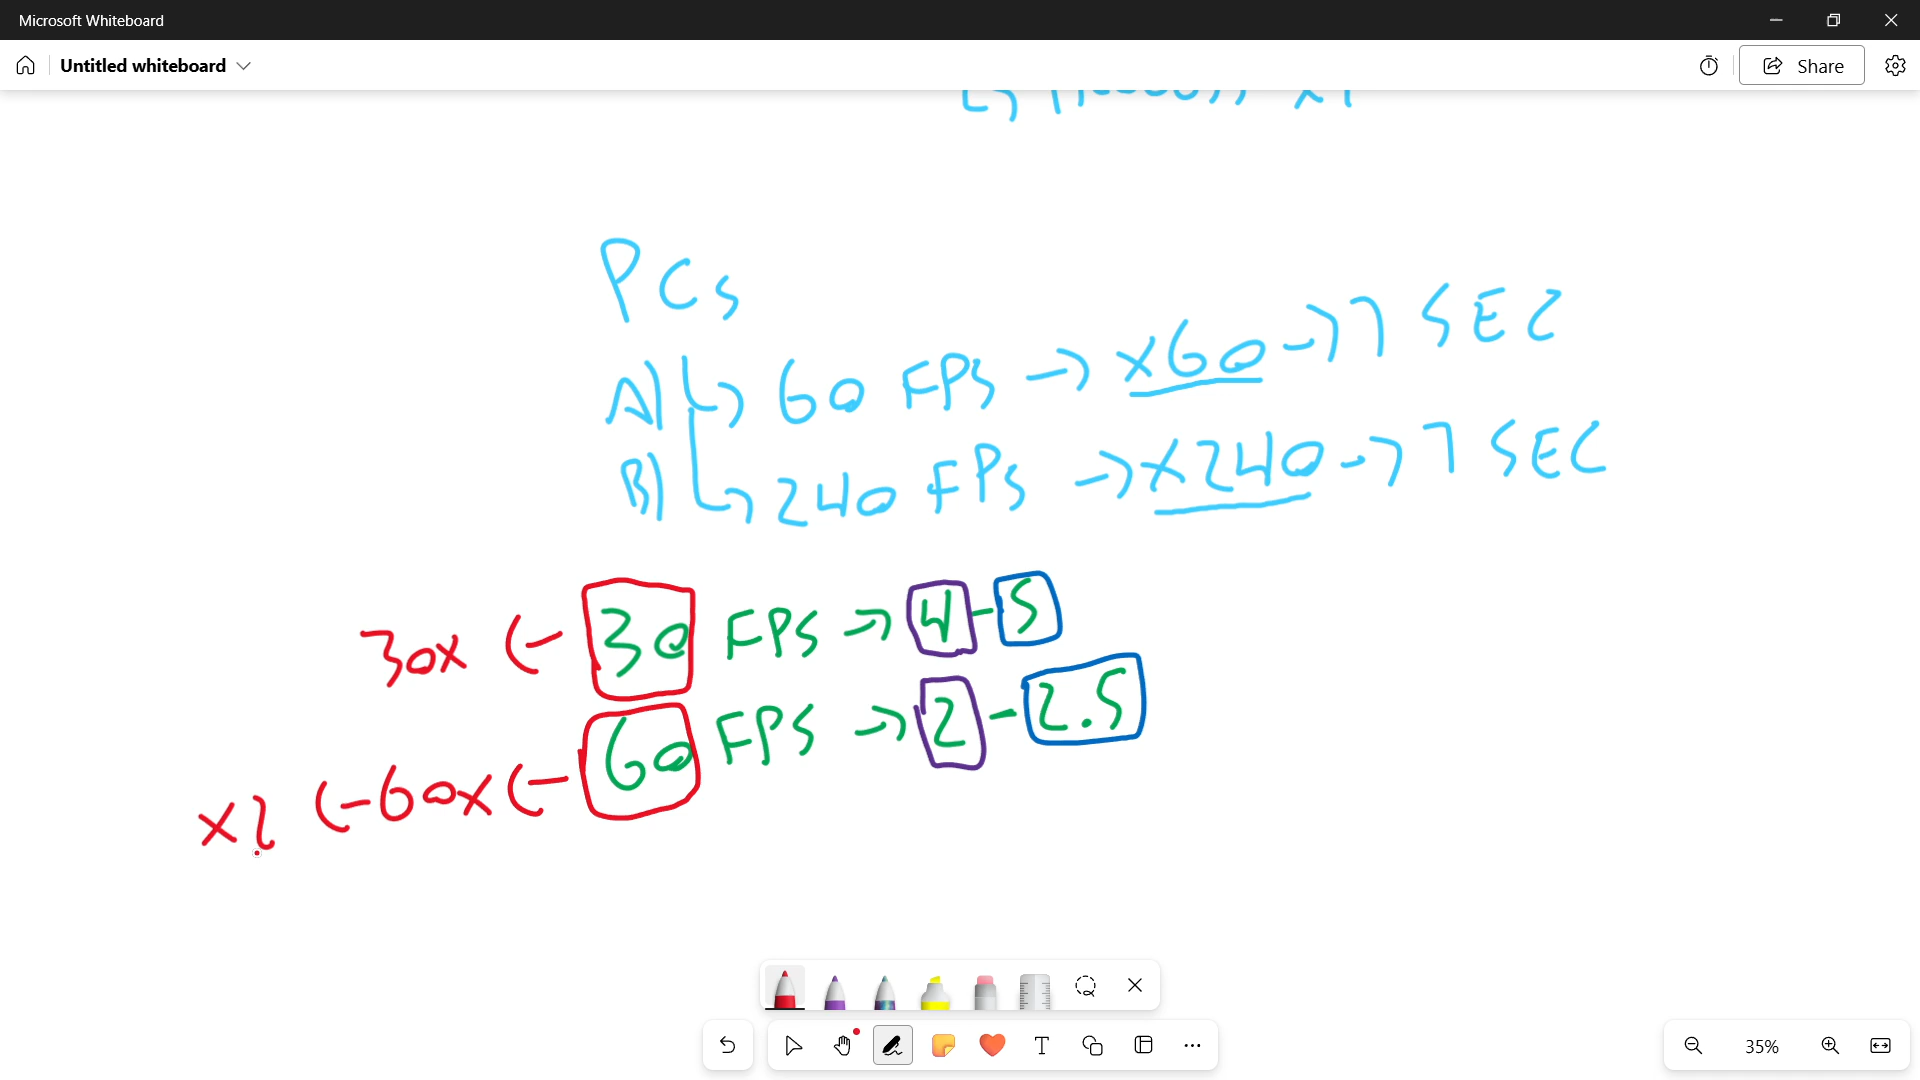 Microsoft Whiteboard
Untitled whiteboard
Share
PCs
A) ↳ 60 FPS → x60 → 7 SEC
B) ↳ 240 FPS → x240 → 7 SEC
30x ← 30 FPS → 4 - 5
x2 ← 60x ← 60 FPS → 2 - 2.5
35%